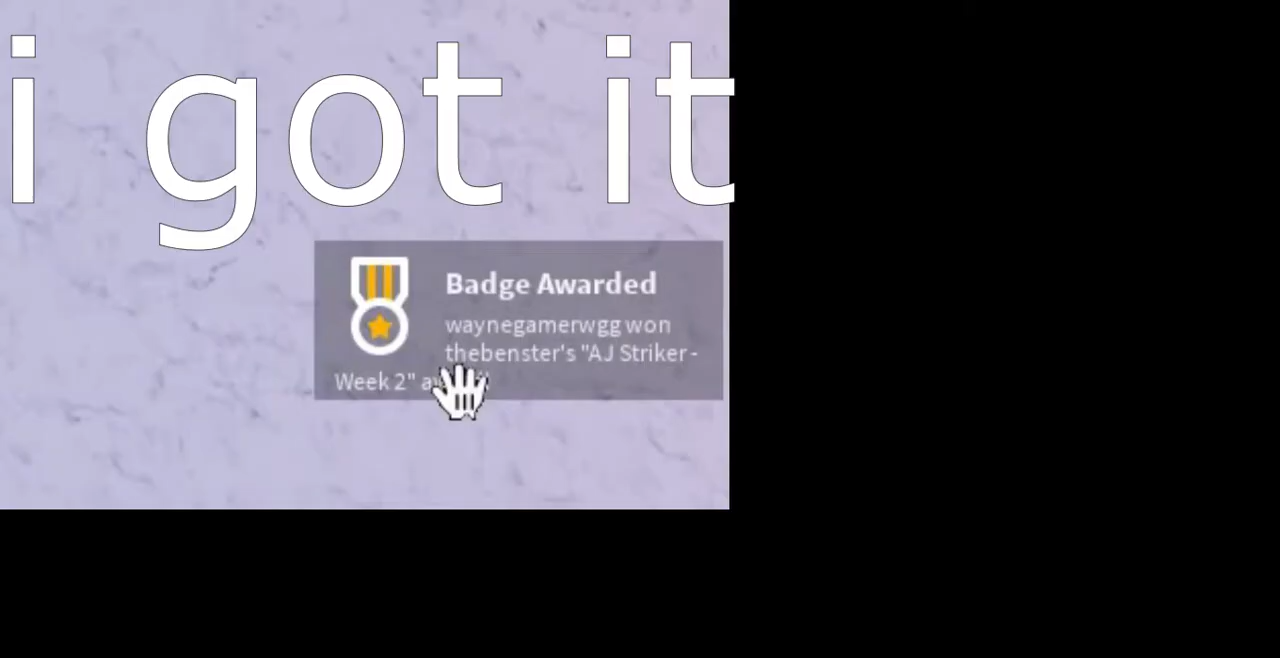 i got it
Badge Awarded
waynegamerwgg won
thebenster's "AJ Striker -
Week 2"